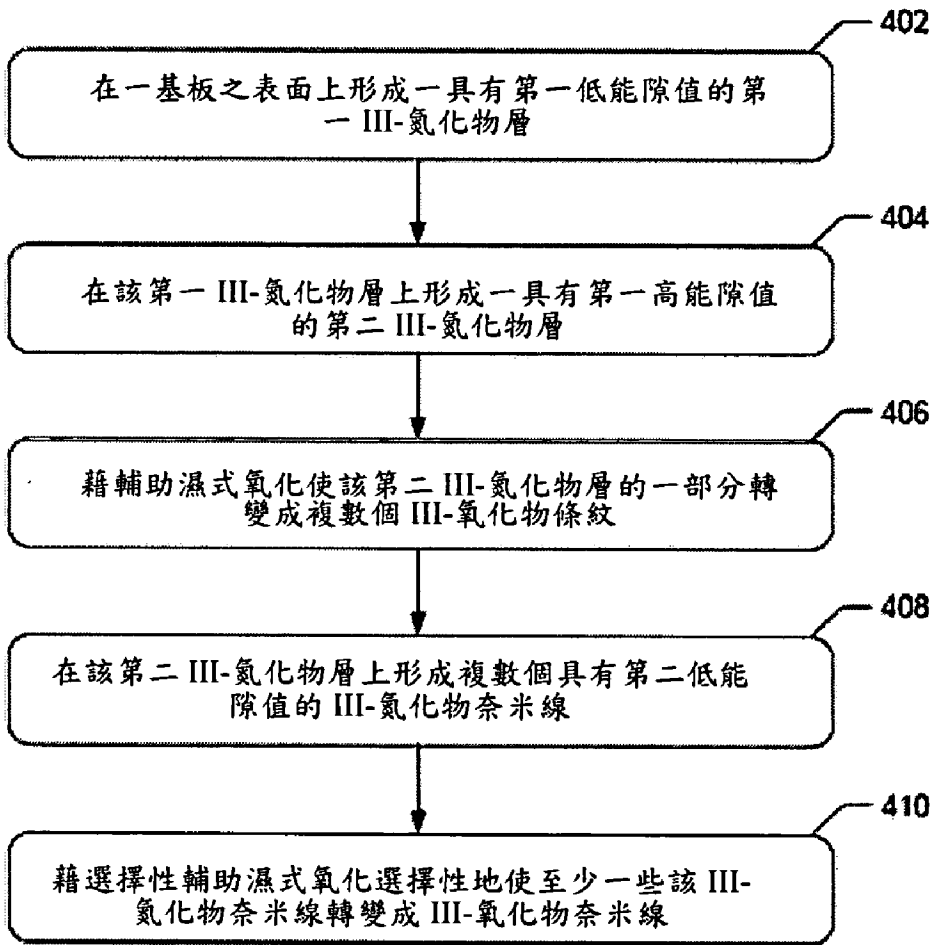 402
在一基板之表面上形成一具有第一低能隙值的第
一 III-氮化物層
404
在該第一 III-氮化物層上形成一具有第一高能隙值
的第二 III-氮化物層
406
藉輔助濕式氧化使該第二 III-氮化物層的一部分轉
變成複數個 III-氧化物條紋
408
在該第二 III-氮化物層上形成複數個具有第二低能
隙值的 III-氮化物奈米線
410
藉選擇性輔助濕式氧化選擇性地使至少一些該 III-
氮化物奈米線轉變成 III-氧化物奈米線